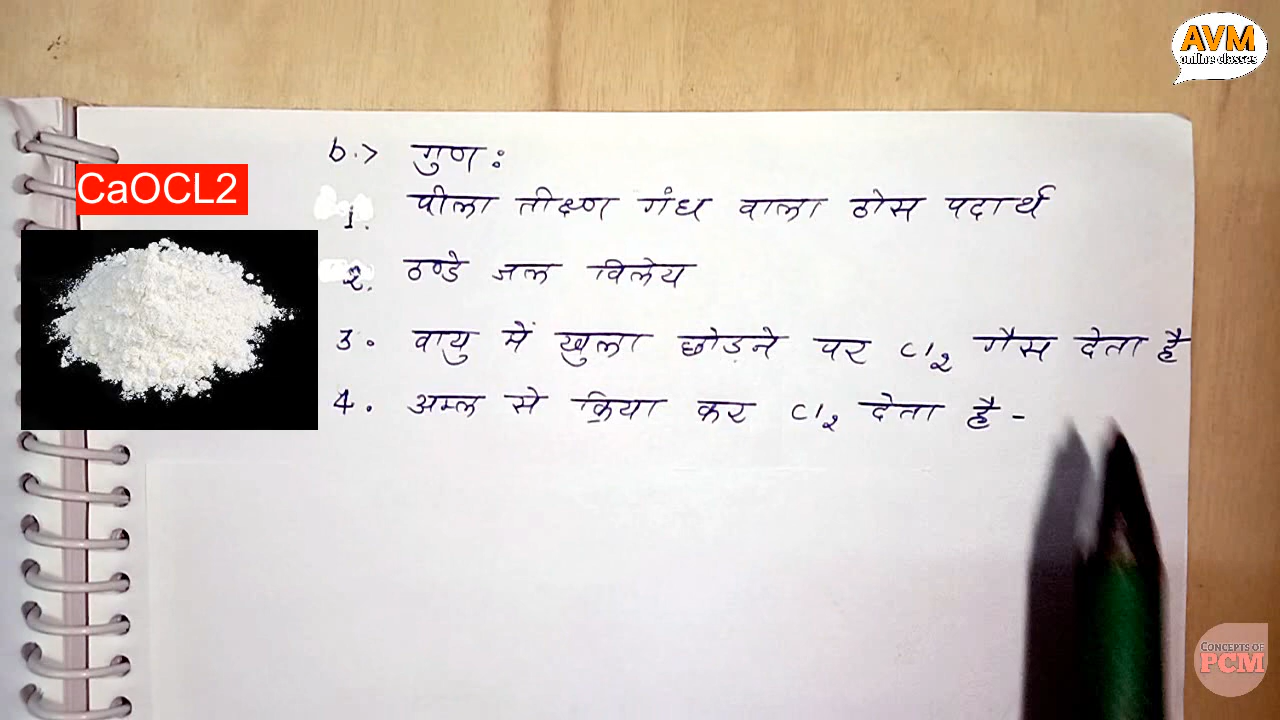 AVM
online classes
b.> गुण :
CaOCL2
1. पीला तीक्ष्ण गंध वाला ठोस पदार्थ
2. ठण्डे जल विलेय
3. वायु में खुला छोड़ने पर Cl2 गैस देता है
4. अम्ल से क्रिया कर Cl2 देता है -
CONCEPTS OF
PCM